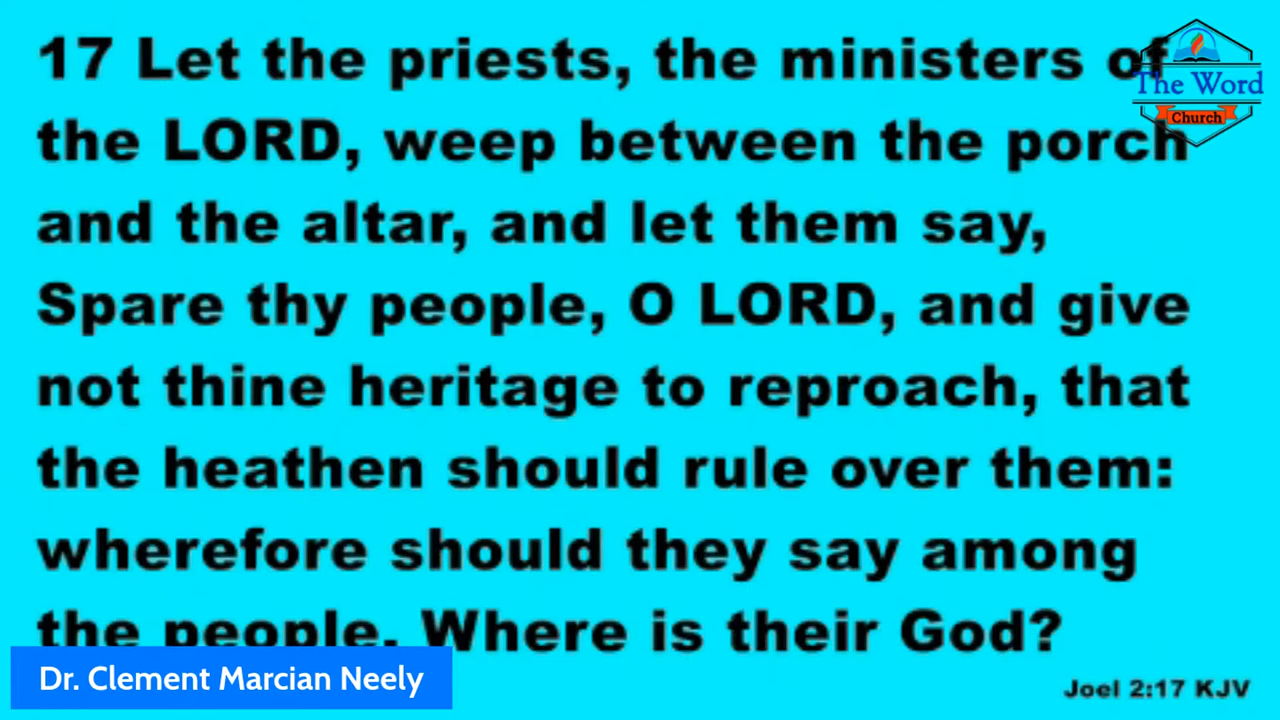 17 Let the priests, the ministers of
the LORD, weep between the porch
and the altar, and let them say,
Spare thy people, O LORD, and give
not thine heritage to reproach, that
the heathen should rule over them:
wherefore should they say among
the people, Where is their God?
The Word
Church
Dr. Clement Marcian Neely
Joel 2:17 KJV